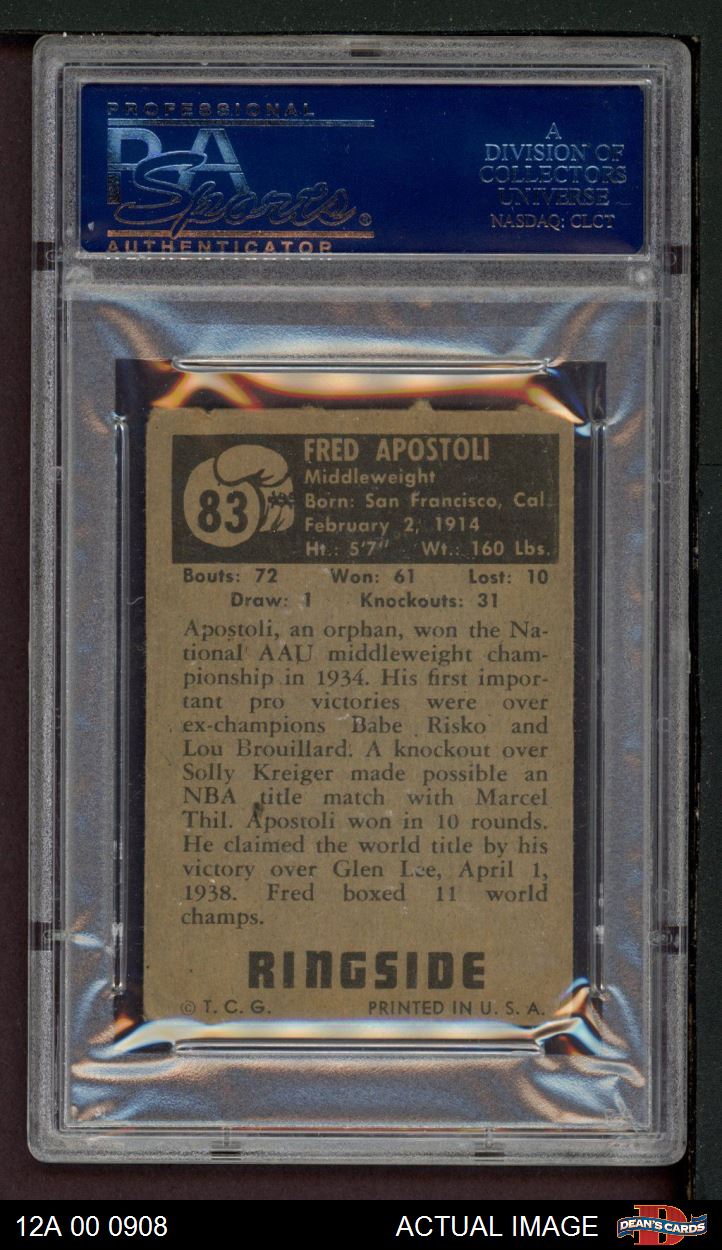 PROFESSIONAL
PSA
Sports®
AUTHENTICATOR
A
DIVISION OF
COLLECTORS
UNIVERSE
NASDAQ: CLCT
83
FRED APOSTOLI
Middleweight
Born: San Francisco, Cal.
February 2, 1914
Ht.: 5'7" Wt.: 160 Lbs.
Bouts: 72 Won: 61 Lost: 10
Draw: 1 Knockouts: 31
Apostoli, an orphan, won the Na-
tional AAU middleweight cham-
pionship in 1934. His first impor-
tant pro victories were over
ex-champions Babe Risko and
Lou Brouillard. A knockout over
Solly Kreiger made possible an
NBA title match with Marcel
Thil. Apostoli won in 10 rounds.
He claimed the world title by his
victory over Glen Lee, April 1,
1938. Fred boxed 11 world
champs.
RINGSIDE
© T. C. G. PRINTED IN U. S. A.
12A 00 0908 ACTUAL IMAGE DEAN'S CARDS